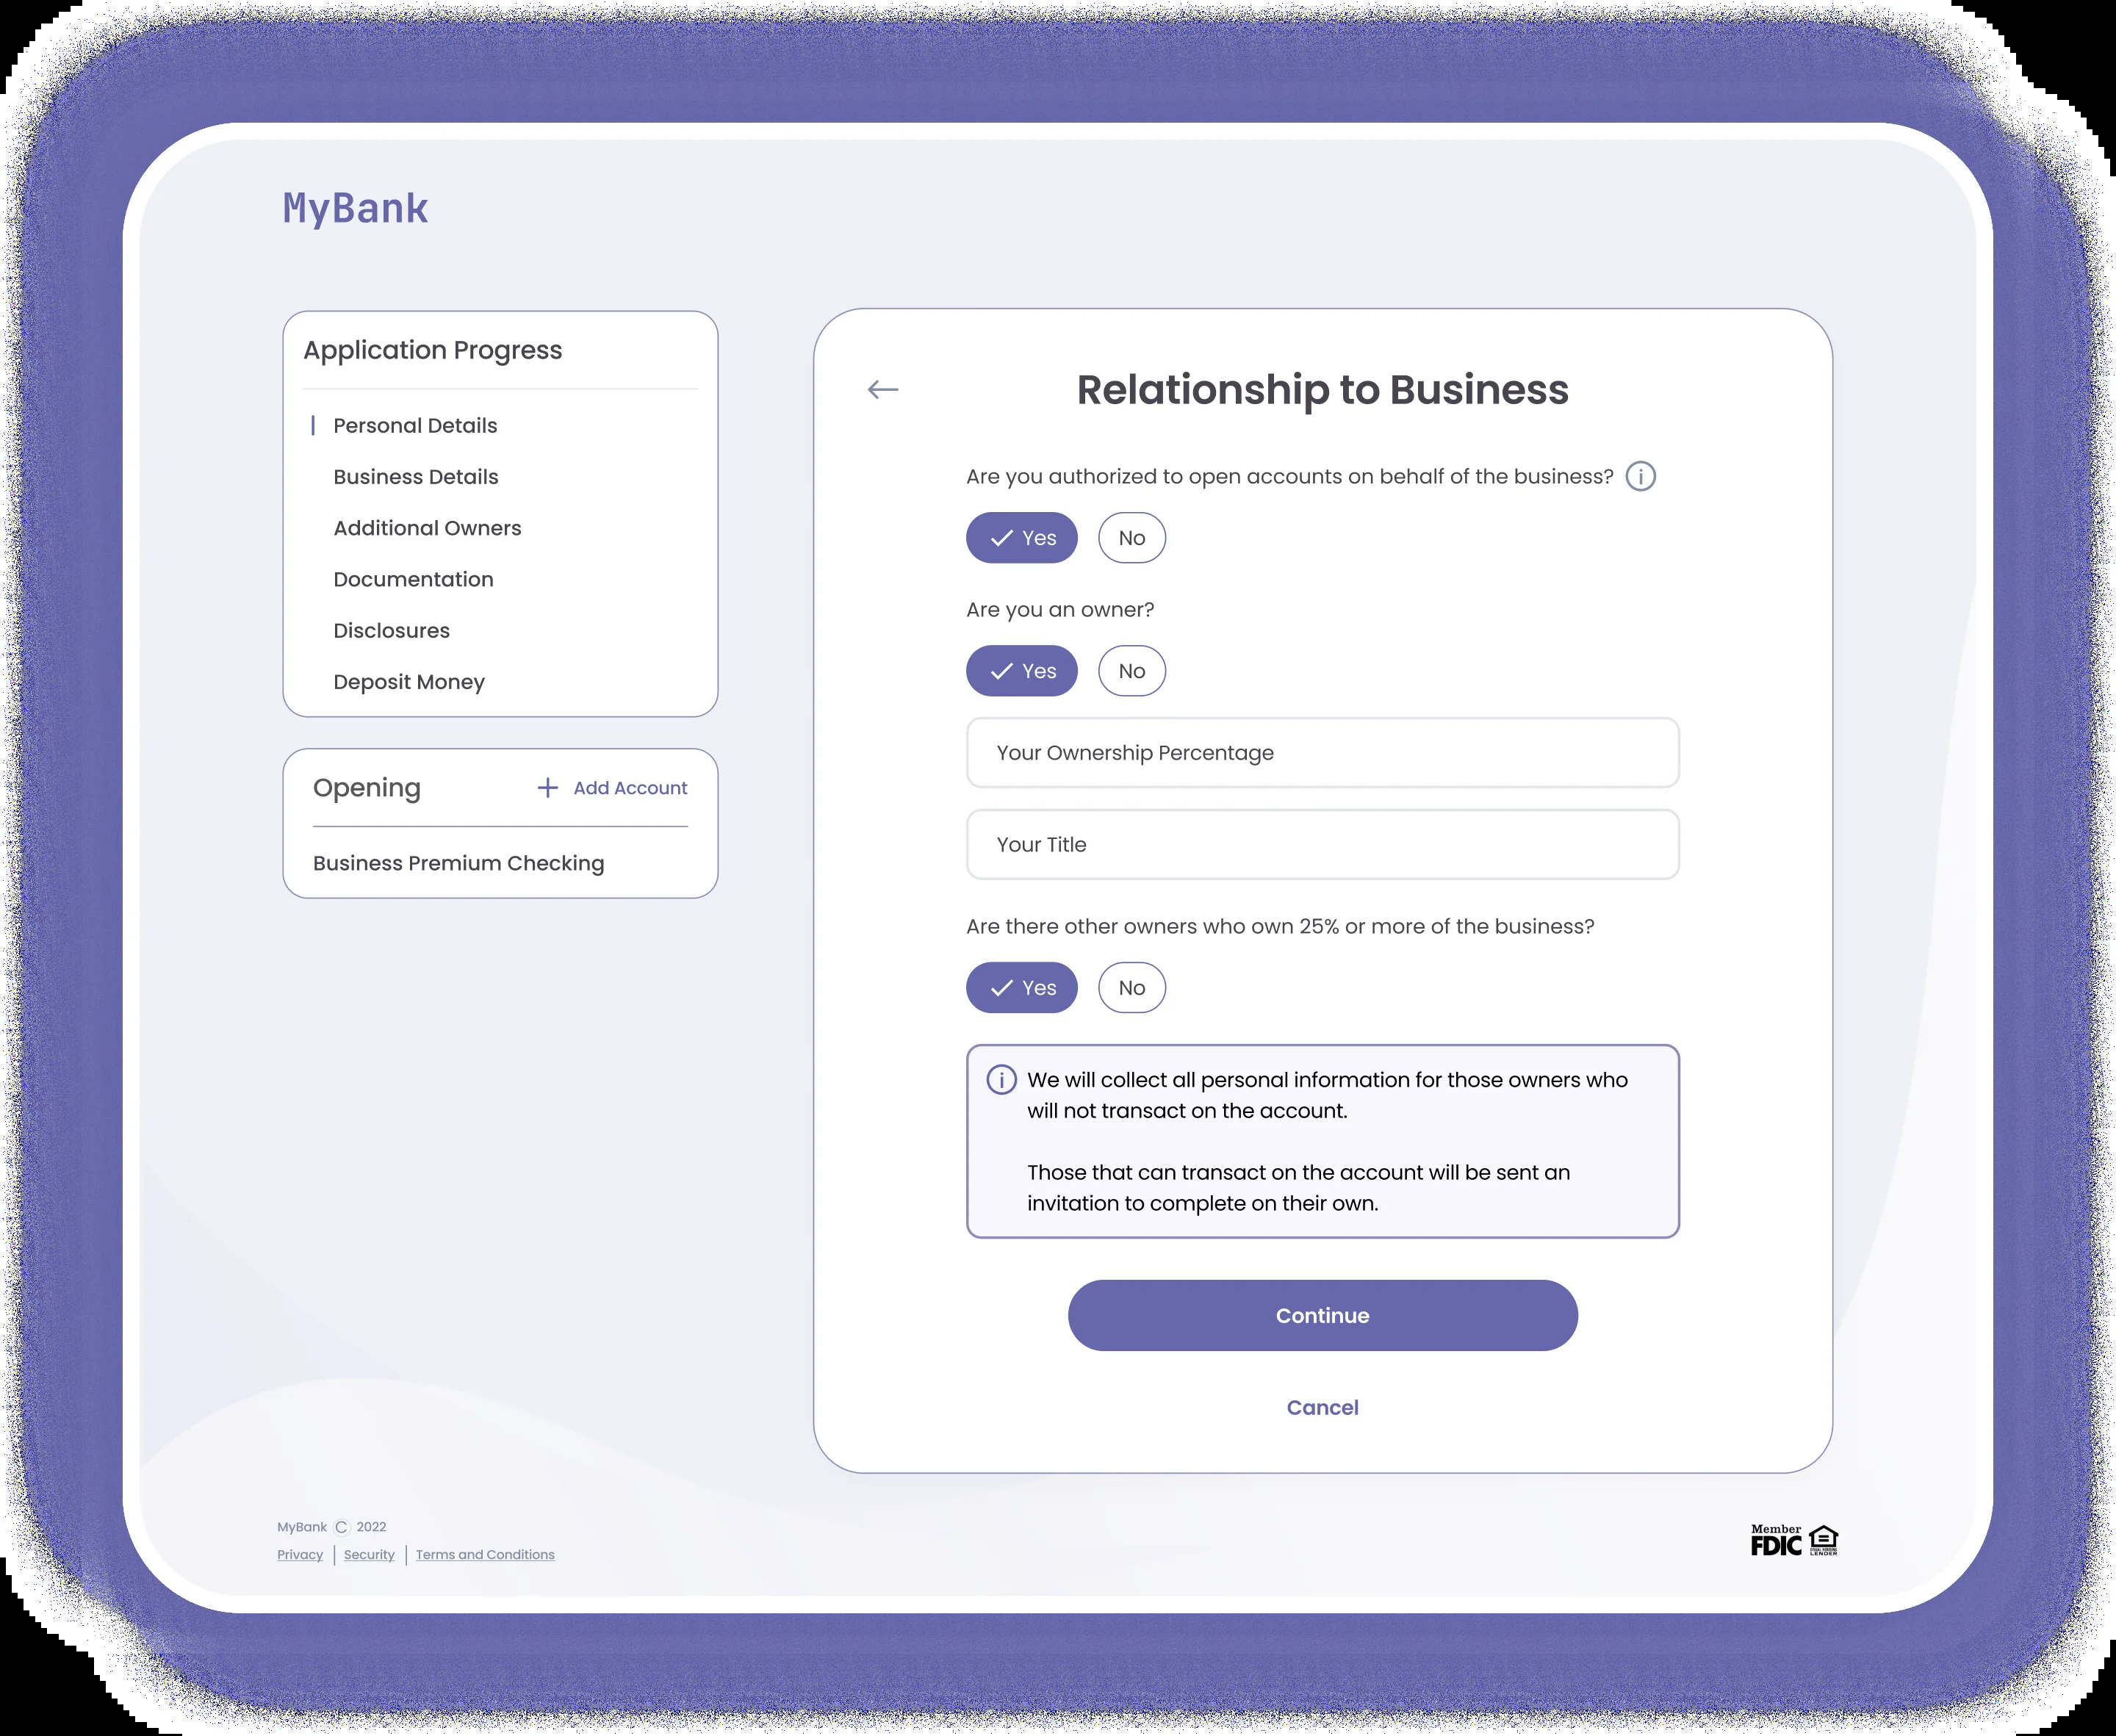 MyBank
Application Progress
Personal Details
Business Details
Additional Owners
Documentation
Disclosures
Deposit Money
Opening
+ Add Account
Business Premium Checking
Relationship to Business
Are you authorized to open accounts on behalf of the business?
Yes No
Are you an owner?
Yes No
Your Ownership Percentage
Your Title
Are there other owners who own 25% or more of the business?
Yes No
We will collect all personal information for those owners who
will not transact on the account.
Those that can transact on the account will be sent an
invitation to complete on their own.
Continue
Cancel
MyBank © 2022
Privacy | Security | Terms and Conditions
Member
FDIC
EQUAL HOUSING
LENDER